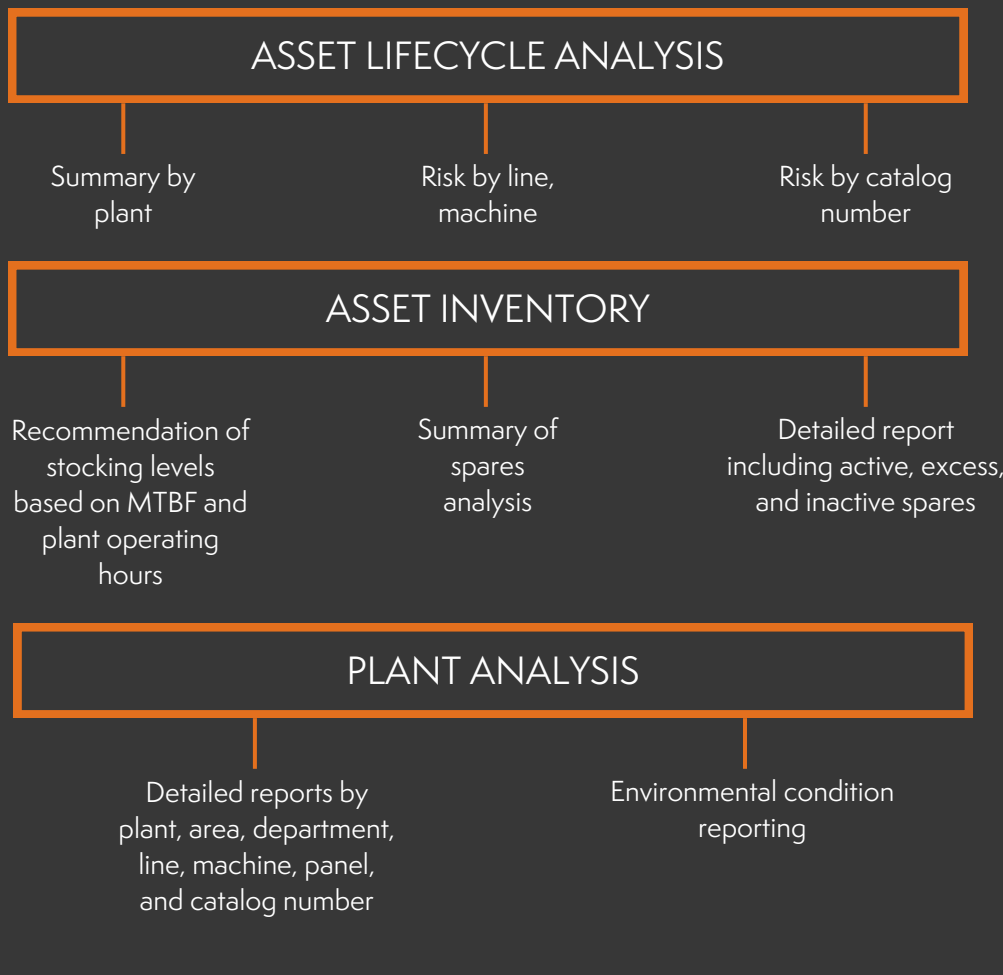 ASSET LIFECYCLE ANALYSIS
Summary by
plant
Risk by line,
machine
Risk by catalog
number
ASSET INVENTORY
Recommendation of
stocking levels
based on MTBF and
plant operating
hours
Summary of
spares
analysis
Detailed report
including active, excess,
and inactive spares
PLANT ANALYSIS
Detailed reports by
plant, area, department,
line, machine, panel,
and catalog number
Environmental condition
reporting